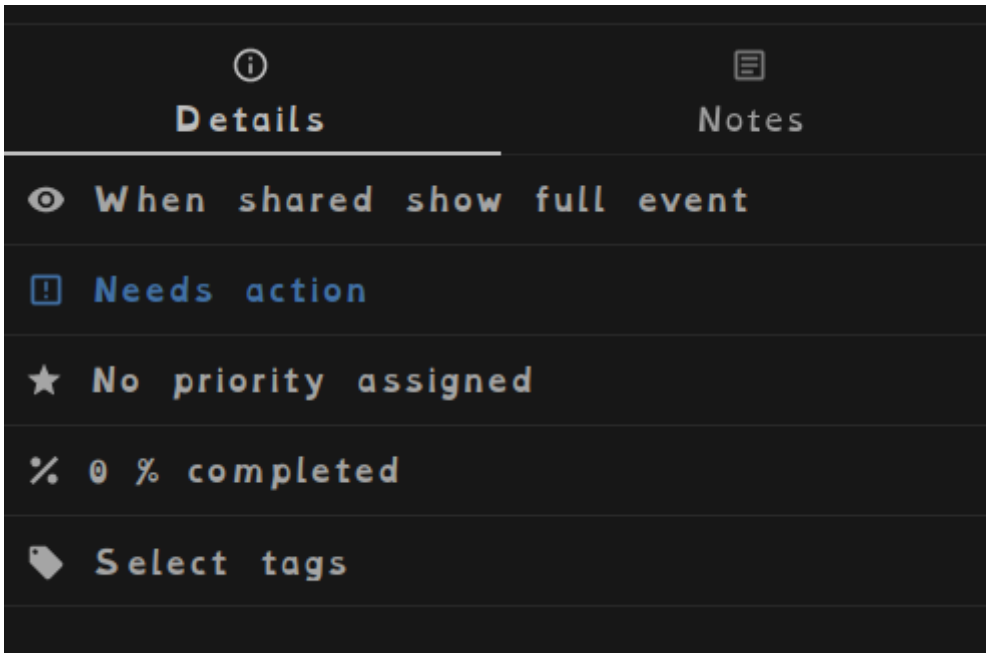 Details
Notes
When shared show full event
Needs action
No priority assigned
0 % completed
Select tags